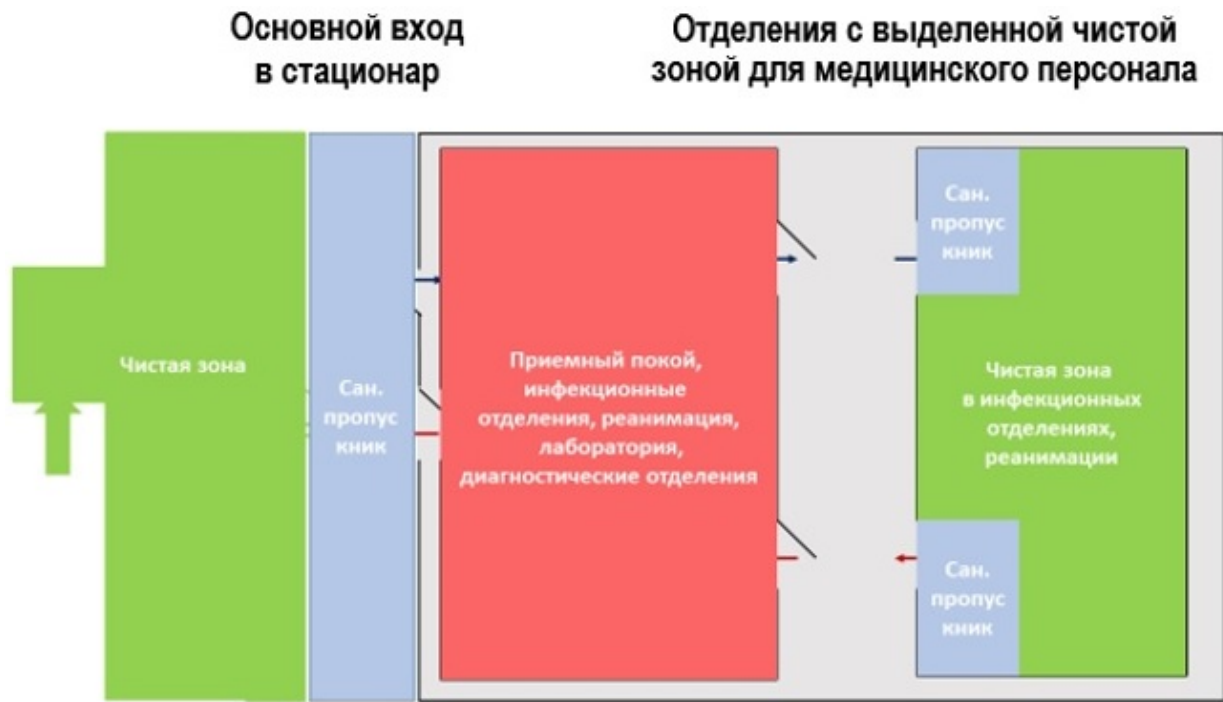 Основной вход
в стационар
Отделения с выделенной чистой
зоной для медицинского персонала
Чистая зона
Сан.
пропус
кник
Приемный покой,
инфекционные
отделения, реанимация,
лаборатория,
диагностические отделения
Сан.
пропус
кник
Чистая зона
в инфекционных
отделениях,
реанимации
Сан.
пропус
кник